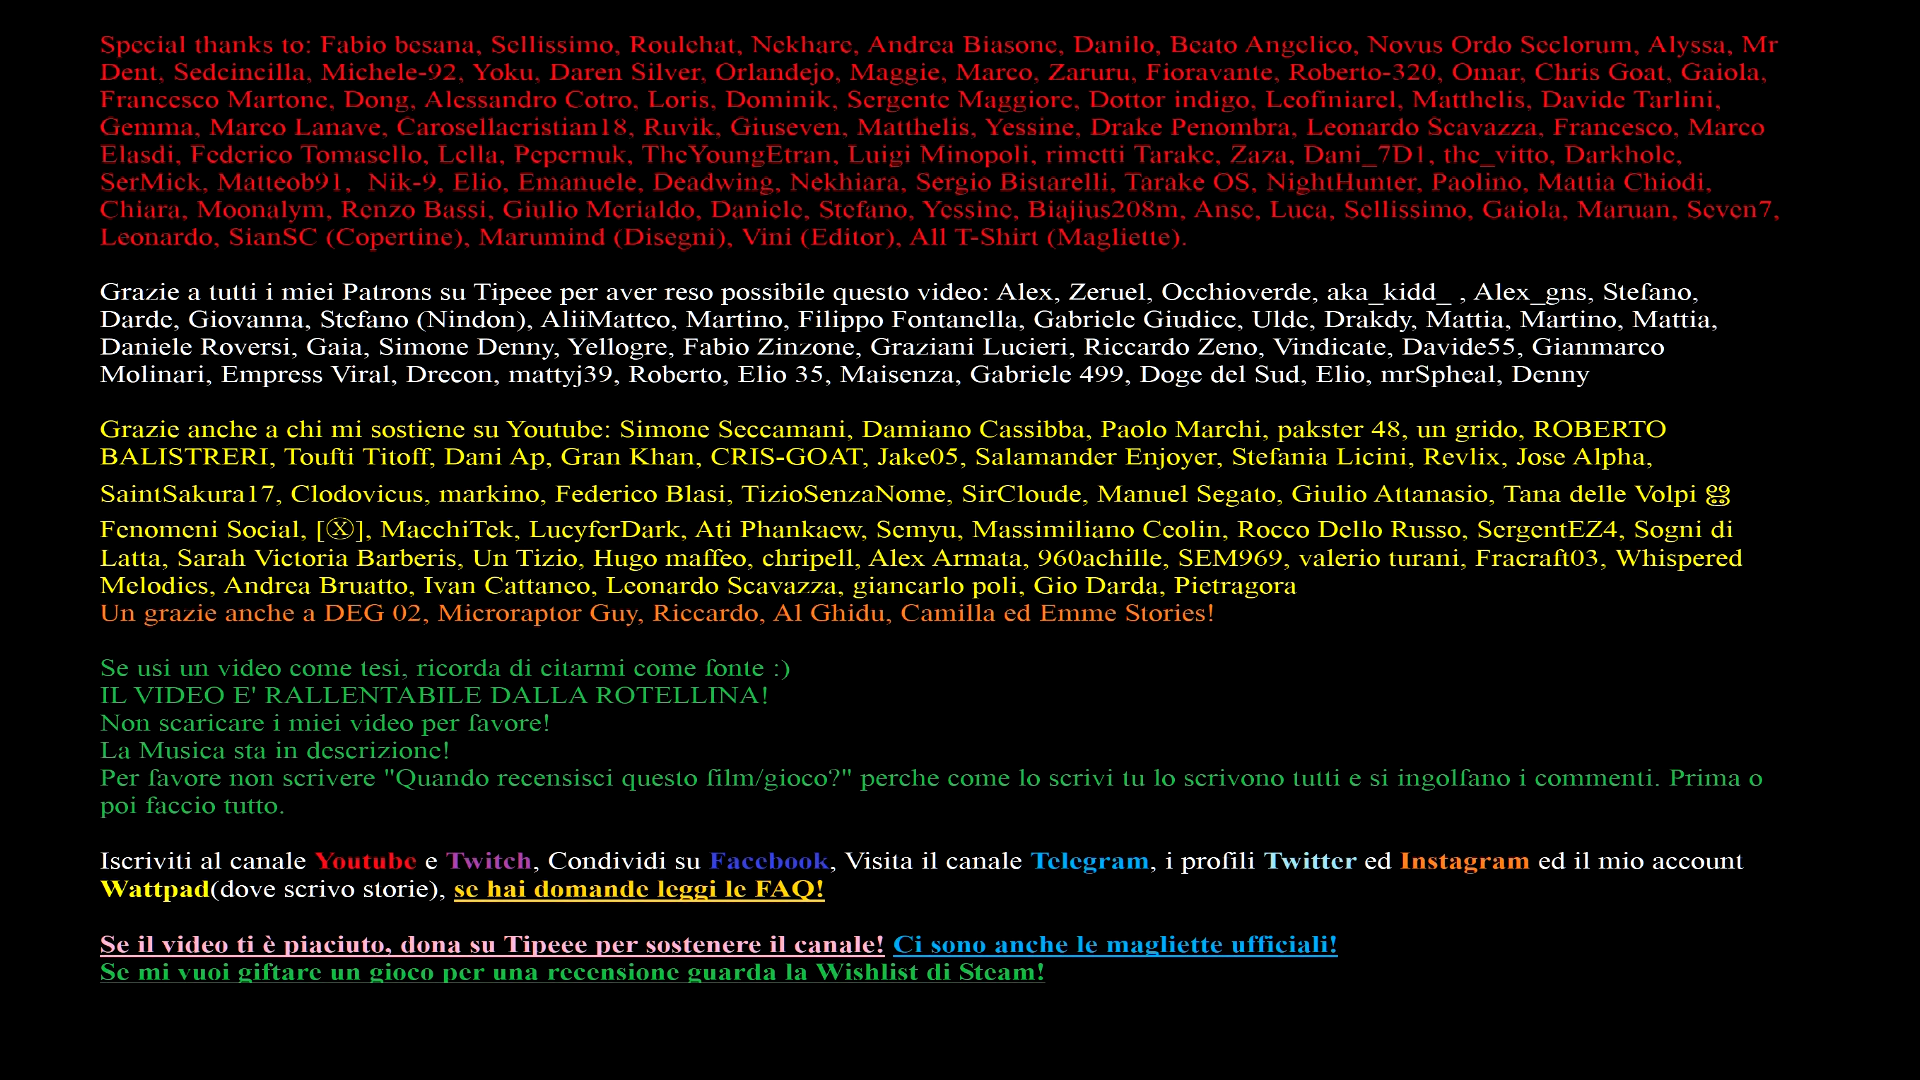 Special thanks to: Fabio besana, Sellissimo, Roulehat, Nekhare, Andrea Biasone, Danilo, Beato Angelico, Novus Ordo Seclorum, Alyssa, Mr
Dent, Sedcincilla, Michele-92, Yoku, Daren Silver, Orlandejo, Maggie, Marco, Zaruru, Fioravante, Roberto-320, Omar, Chris Goat, Gaiola,
Francesco Martone, Dong, Alessandro Cotro, Loris, Dominik, Sergente Maggiore, Dottor indigo, Leofiniarel, Matthelis, Davide Tarlini,
Gemma, Marco Lanave, Carosellacristian18, Ruvik, Giuseven, Matthelis, Yessine, Drake Penombra, Leonardo Scavazza, Francesco, Marco
Elasdi, Federico Tomasello, Lella, Pepernuk, TheYoungEtran, Luigi Minopoli, rimetti Tarake, Zaza, Dani_7D1, the_vitto, Darkhole,
SerMick, Matteob91,  Nik-9, Elio, Emanuele, Deadwing, Nekhiara, Sergio Bistarelli, Tarake OS, NightHunter, Paolino, Mattia Chiodi,
Chiara, Moonalym, Renzo Bassi, Giulio Merialdo, Daniele, Stefano, Yessine, Biajius208m, Anse, Luca, Sellissimo, Gaiola, Maruan, Seven7,
Leonardo, SianSC (Copertine), Marumind (Disegni), Vini (Editor), All T-Shirt (Magliette).
Grazie a tutti i miei Patrons su Tipeee per aver reso possibile questo video: Alex, Zeruel, Occhioverde, aka_kidd_ , Alex_gns, Stefano,
Darde, Giovanna, Stefano (Nindon), AliiMatteo, Martino, Filippo Fontanella, Gabriele Giudice, Ulde, Drakdy, Mattia, Martino, Mattia,
Daniele Roversi, Gaia, Simone Denny, Yellogre, Fabio Zinzone, Graziani Lucieri, Riccardo Zeno, Vindicate, Davide55, Gianmarco
Molinari, Empress Viral, Drecon, mattyj39, Roberto, Elio 35, Maisenza, Gabriele 499, Doge del Sud, Elio, mrSpheal, Denny
Grazie anche a chi mi sostiene su Youtube: Simone Seccamani, Damiano Cassibba, Paolo Marchi, pakster 48, un grido, ROBERTO
BALISTRERI, Toufti Titoff, Dani Ap, Gran Khan, CRIS-GOAT, Jake05, Salamander Enjoyer, Stefania Licini, Revlix, Jose Alpha,
SaintSakura17, Clodovicus, markino, Federico Blasi, TizioSenzaNome, SirCloude, Manuel Segato, Giulio Attanasio, Tana delle Volpi
Fenomeni Social, [Ⓧ], MacchiTek, LucyferDark, Ati Phankaew, Semyu, Massimiliano Ceolin, Rocco Dello Russo, SergentEZ4, Sogni di
Latta, Sarah Victoria Barberis, Un Tizio, Hugo maffeo, chripell, Alex Armata, 960achille, SEM969, valerio turani, Fracraft03, Whispered
Melodies, Andrea Bruatto, Ivan Cattaneo, Leonardo Scavazza, giancarlo poli, Gio Darda, Pietragora
Un grazie anche a DEG 02, Microraptor Guy, Riccardo, Al Ghidu, Camilla ed Emme Stories!
Se usi un video come tesi, ricorda di citarmi come fonte :)
IL VIDEO E' RALLENTABILE DALLA ROTELLINA!
Non scaricare i miei video per favore!
La Musica sta in descrizione!
Per favore non scrivere "Quando recensisci questo film/gioco?" perche come lo scrivi tu lo scrivono tutti e si ingolfano i commenti. Prima o
poi faccio tutto.
Iscriviti al canale Youtube e Twitch, Condividi su Facebook, Visita il canale Telegram, i profili Twitter ed Instagram ed il mio account
Wattpad(dove scrivo storie), se hai domande leggi le FAQ!
Se il video ti è piaciuto, dona su Tipeee per sostenere il canale! Ci sono anche le magliette ufficiali!
Se mi vuoi giftare un gioco per una recensione guarda la Wishlist di Steam!